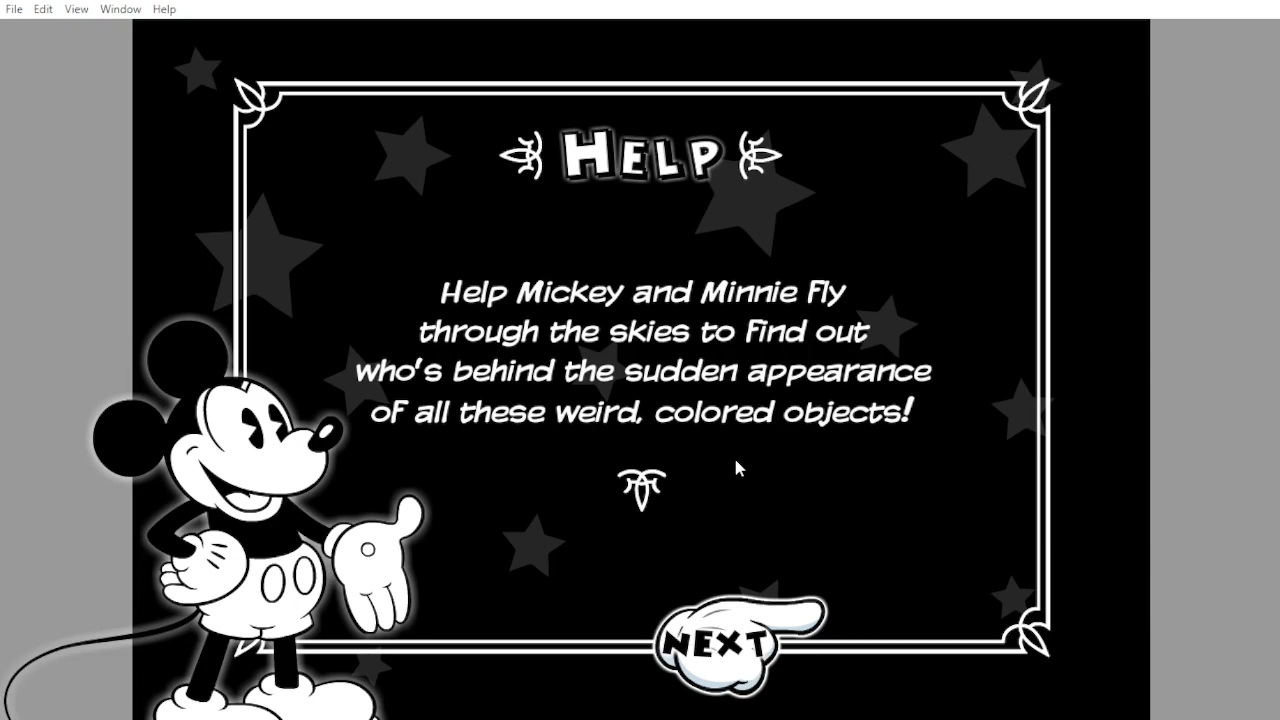 File Edit View Window Help
HELP
Help Mickey and Minnie Fly
through the skies to find out
who's behind the sudden appearance
of all these weird, colored objects!
NEXT